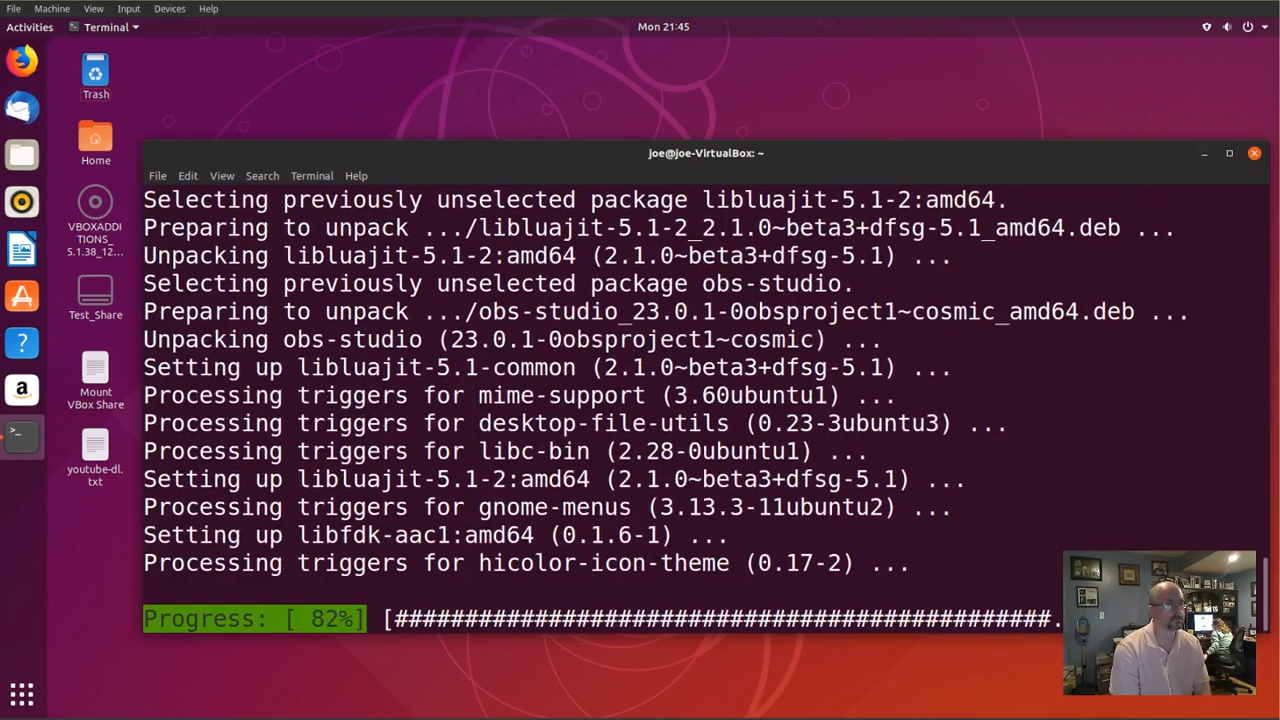 File Machine View Input Devices Help
Activities Terminal Mon 21:45
Trash
Home
VBOXADDI
TIONS_
5.1.38_12...
Test_Share
Mount
VBox Share
youtube-dl.
txt
joe@joe-VirtualBox: ~
File Edit View Search Terminal Help
Selecting previously unselected package libluajit-5.1-2:amd64.
Preparing to unpack .../libluajit-5.1-2_2.1.0~beta3+dfsg-5.1_amd64.deb ...
Unpacking libluajit-5.1-2:amd64 (2.1.0~beta3+dfsg-5.1) ...
Selecting previously unselected package obs-studio.
Preparing to unpack .../obs-studio_23.0.1-0obsproject1~cosmic_amd64.deb ...
Unpacking obs-studio (23.0.1-0obsproject1~cosmic) ...
Setting up libluajit-5.1-common (2.1.0~beta3+dfsg-5.1) ...
Processing triggers for mime-support (3.60ubuntu1) ...
Processing triggers for desktop-file-utils (0.23-3ubuntu3) ...
Processing triggers for libc-bin (2.28-0ubuntu1) ...
Setting up libluajit-5.1-2:amd64 (2.1.0~beta3+dfsg-5.1) ...
Processing triggers for gnome-menus (3.13.3-11ubuntu2) ...
Setting up libfdk-aac1:amd64 (0.1.6-1) ...
Processing triggers for hicolor-icon-theme (0.17-2) ...
Progress: [ 82%] [###############################################.